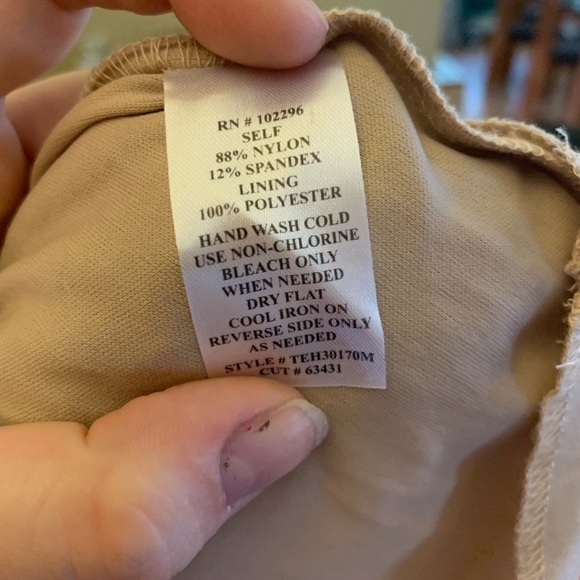 RN # 102296
SELF
88% NYLON
12% SPANDEX
LINING
100% POLYESTER
HAND WASH COLD
USE NON-CHLORINE
BLEACH ONLY
WHEN NEEDED
DRY FLAT
COOL IRON ON
REVERSE SIDE ONLY
AS NEEDED
STYLE # TEH30170M
CUT # 63431